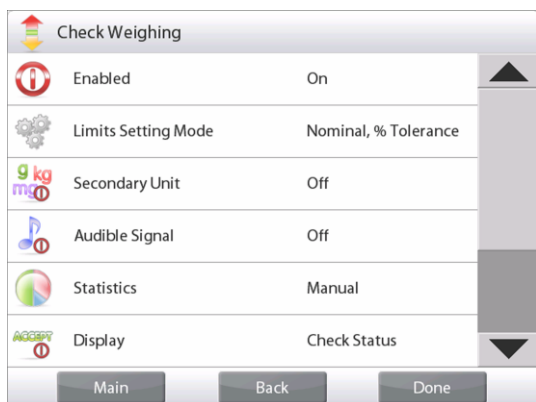 Check Weighing
Enabled On
Limits Setting Mode Nominal, % Tolerance
g kg
mg
Secondary Unit Off
Audible Signal Off
Statistics Manual
ACCEPT
Display Check Status
Main Back Done